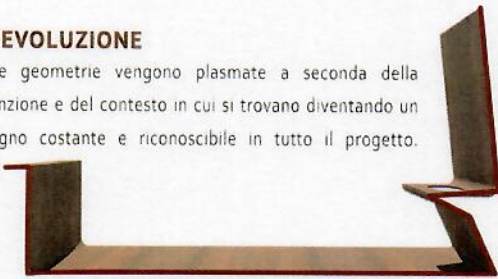 EVOLUZIONE
e geometrie vengono plasmate a seconda della
nzione e del contesto in cui si trovano diventando un
gno costante e riconoscibile in tutto il progetto.